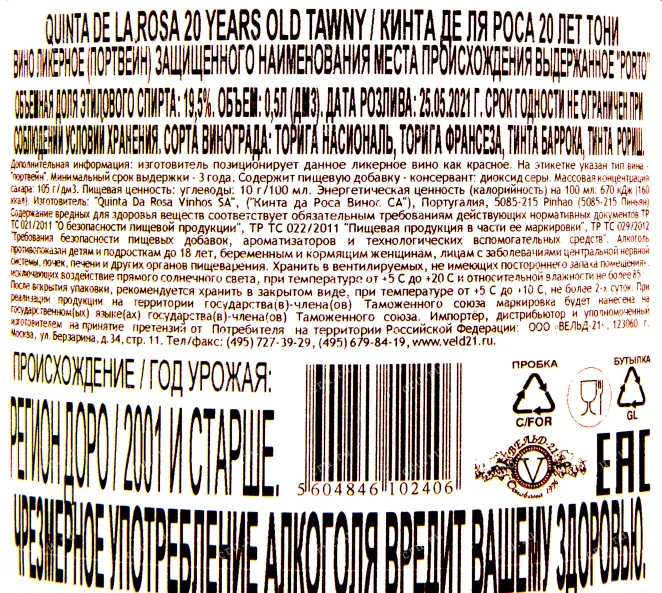 QUINTA DE LA ROSA 20 YEARS OLD TAWNY / КИНТА ДЕ ЛЯ РОСА 20 ЛЕТ ТОНИ
ВИНО ЛИКЕРНОЕ (ПОРТВЕЙН) ЗАЩИЩЕННОГО НАИМЕНОВАНИЯ МЕСТА ПРОИСХОЖДЕНИЯ ВЫДЕРЖАННОЕ "PORTO"
ОБЪЕМНАЯ ДОЛЯ ЭТИЛОВОГО СПИРТА: 19,5%. ОБЪЕМ: 0,5Л (ДМ3). ДАТА РОЗЛИВА: 25.05.2021 Г. СРОК ГОДНОСТИ НЕ ОГРАНИЧЕН ПРИ
СОБЛЮДЕНИИ УСЛОВИИ ХРАНЕНИЯ. СОРТА ВИНОГРАДА: ТОРИГА НАСИОНАЛЬ, ТОРИГА ФРАНСЕЗА, ТИНТА БАРРОКА, ТИНТА РОРИШ.
Дополнительная информация: изготовитель позиционирует данное ликерное вино как красное. На этикетке указан тип вина -
"портвейн". Минимальный срок выдержки - 3 года. Содержит пищевую добавку - консервант: диоксид серы. Массовая концентрация
сахара: 105 г/дм3. Пищевая ценность: углеводы: 10 г/100 мл. Энергетическая ценность (калорийность) на 100 мл: 670 кДж (160
ккал). Изготовитель: "Quinta Da Rosa Vinhos SA", ("Кинта да Роса Винос СА"), Португалия, 5085-215 Pinhao (5085-215 Пиньян)
Содержание вредных для здоровья веществ соответствует обязательным требованиям действующих нормативных документов ТР
ТС 021/2011 "О безопасности пищевой продукции", ТР ТС 022/2011 "Пищевая продукция в части ее маркировки", ТР ТС 029/2012
"Требования безопасности пищевых добавок, ароматизаторов и технологических вспомогательных средств". Алкоголь
противопоказан детям и подросткам до 18 лет, беременным и кормящим женщинам, лицам с заболеваниями центральной нервной
системы, почек, печени и других органов пищеварения. Хранить в вентилируемых, не имеющих постороннего запаха помещениях,
исключающих воздействие прямого солнечного света, при температуре от +5 С до +20 С и относительной влажности не более 85
После вскрытия упаковки, рекомендуется хранить в закрытом виде, при температуре от +5 С до +10 С, не более 2-х суток. При
реализации продукции на территории государства(в)-члена(ов) Таможенного союза маркировка будет нанесена на
государственном(ых) языке(ах) государства(в)-члена(ов) Таможенного союза. Импортёр, дистрибьютор и уполномоченный
изготовителем на принятие претензий от Потребителя на территории Российской Федерации: ООО «ВЕЛЬД-21», 123060 г.
Москва, ул. Берзарина, д. 34, стр. 11. Тел/факс: (495) 727-39-29, (495) 679-84-19, www.veld21.ru.
ПРОИСХОЖДЕНИЕ / ГОД УРОЖАЯ:
РЕГИОН ДОРО / 2001 И СТАРШЕ.
5 604846 102406
ПРОБКА
C/FOR
БУТЫЛКА
GL
ВЕЛЬД-21
V
Основана 1996
EAC
ЧРЕЗМЕРНОЕ УПОТРЕБЛЕНИЕ АЛКОГОЛЯ ВРЕДИТ ВАШЕМУ ЗДОРОВЬЮ.